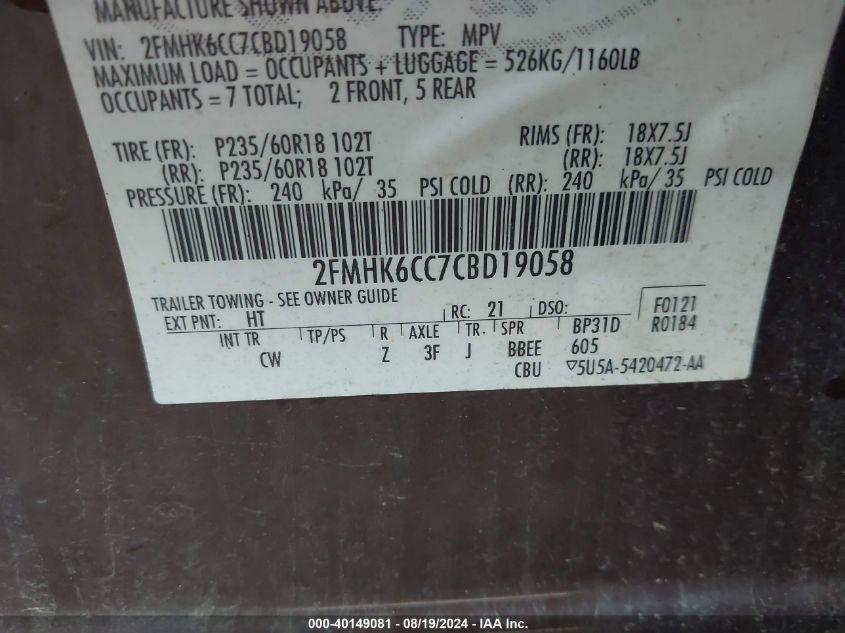 MANUFACTURE SHOWN ABOVE.
VIN: 2FMHK6CC7CBD19058 TYPE: MPV
MAXIMUM LOAD = OCCUPANTS + LUGGAGE = 526KG/1160LB
OCCUPANTS = 7 TOTAL; 2 FRONT, 5 REAR
TIRE (FR): P235/60R18 102T RIMS (FR): 18X7.5J
(RR): P235/60R18 102T (RR): 18X7.5J
PRESSURE (FR): 240 kPa/ 35 PSI COLD (RR): 240 kPa/ 35 PSI COLD
2FMHK6CC7CBD19058
TRAILER TOWING - SEE OWNER GUIDE
EXT PNT: HT RC: 21 DSO: F0121
INT TR TP/PS R AXLE TR. SPR BP31D R0184
CW Z 3F J BBEE 605
CBU ▽5U5A-5420472-AA
000-40149081 - 08/19/2024 - IAA Inc.